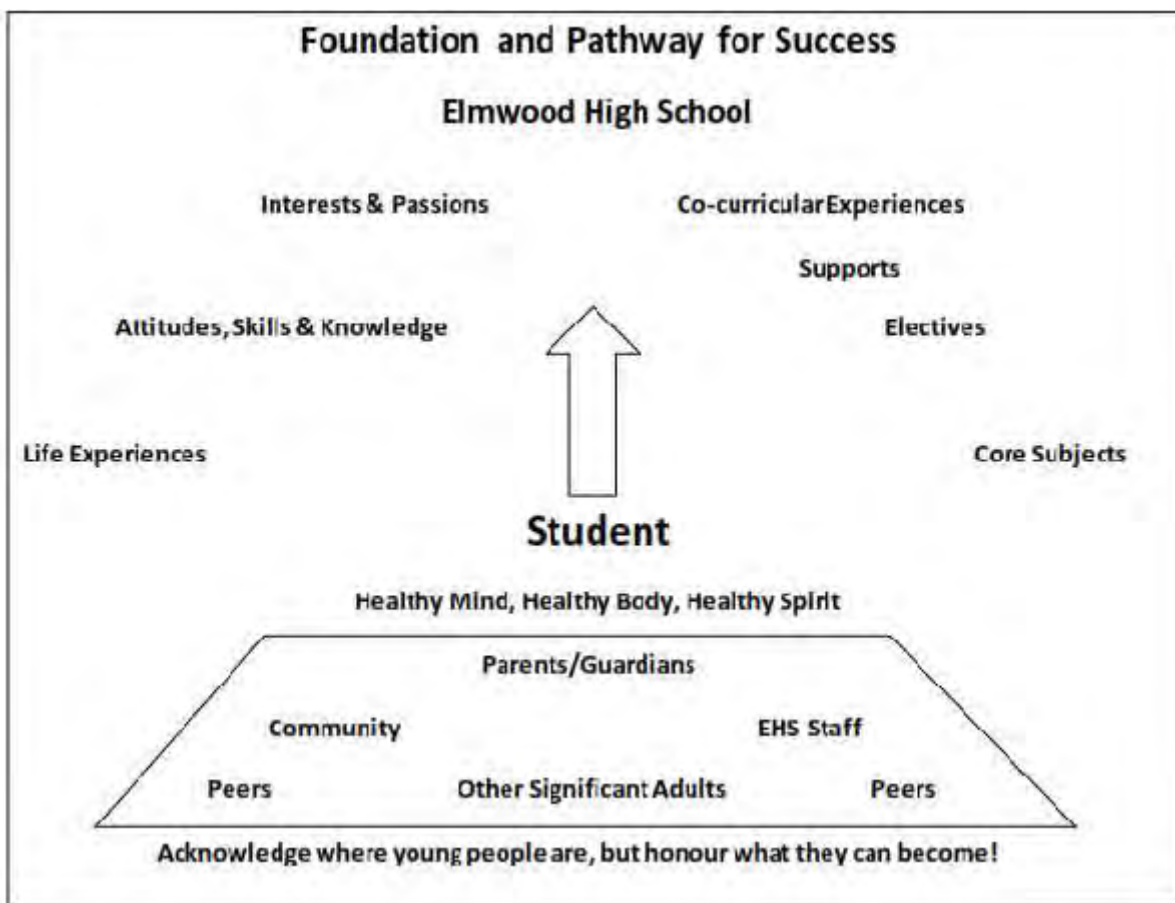 Foundation and Pathway for Success
Elmwood High School
Interests & Passions
Co-curricular Experiences
Supports
Attitudes, Skills & Knowledge
Electives
Life Experiences
Core Subjects
Student
Healthy Mind, Healthy Body, Healthy Spirit
Parents/Guardians
Community
EHS Staff
Peers
Other Significant Adults
Peers
Acknowledge where young people are, but honour what they can become!